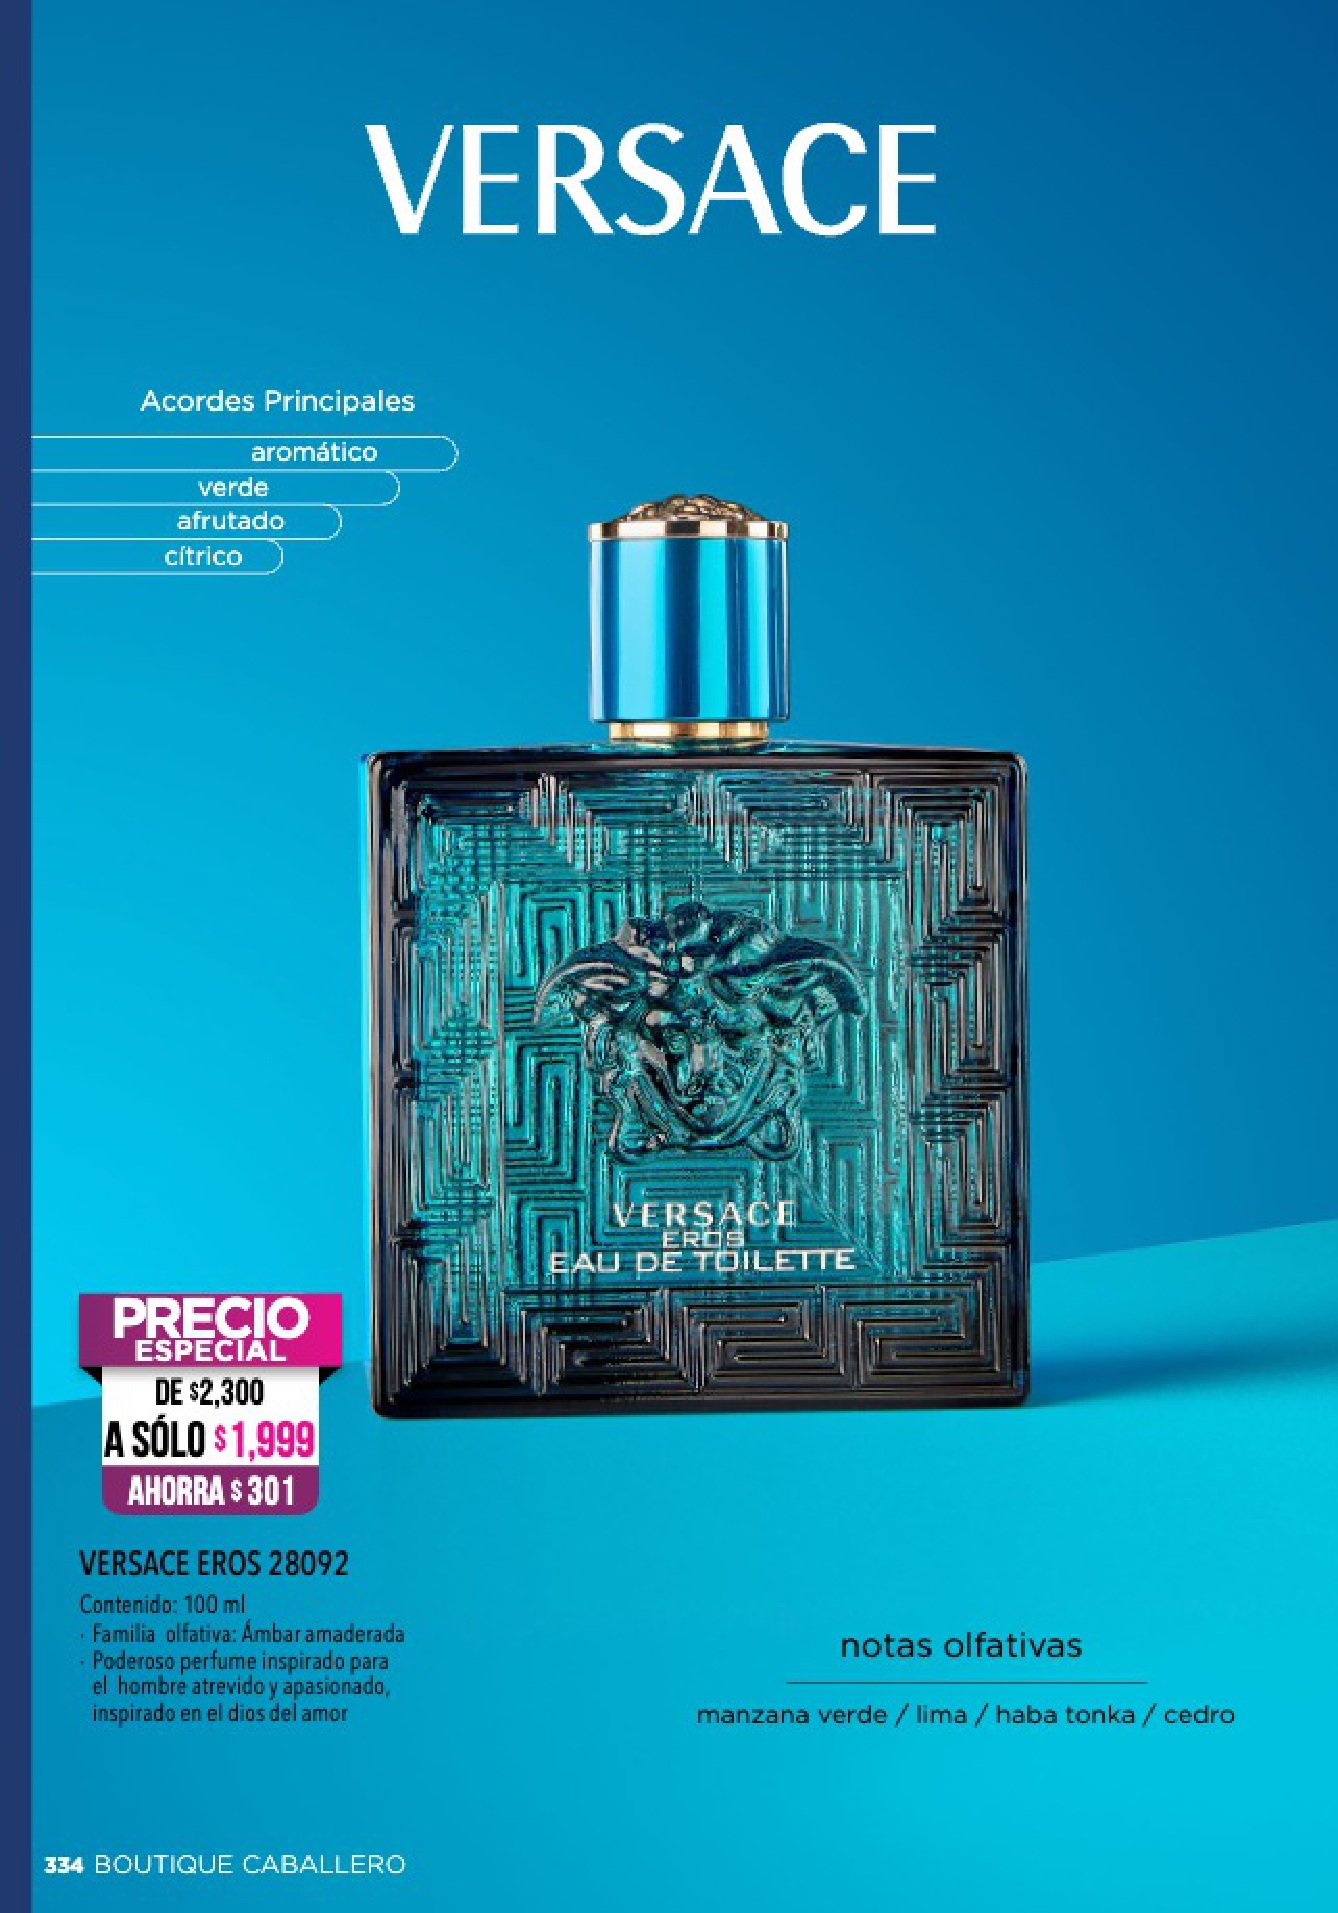 VERSACE
Acordes Principales
aromático
verde
afrutado
cítrico
VERSACE
EROS
EAU DE TOILETTE
PRECIO
ESPECIAL
DE $2,300
A SÓLO $1,999
AHORRA $301
VERSACE EROS 28092
Contenido: 100 ml
· Familia olfativa: Ámbar amaderada
· Poderoso perfume inspirado para
el hombre atrevido y apasionado,
inspirado en el dios del amor
notas olfativas
manzana verde / lima / haba tonka / cedro
334 BOUTIQUE CABALLERO